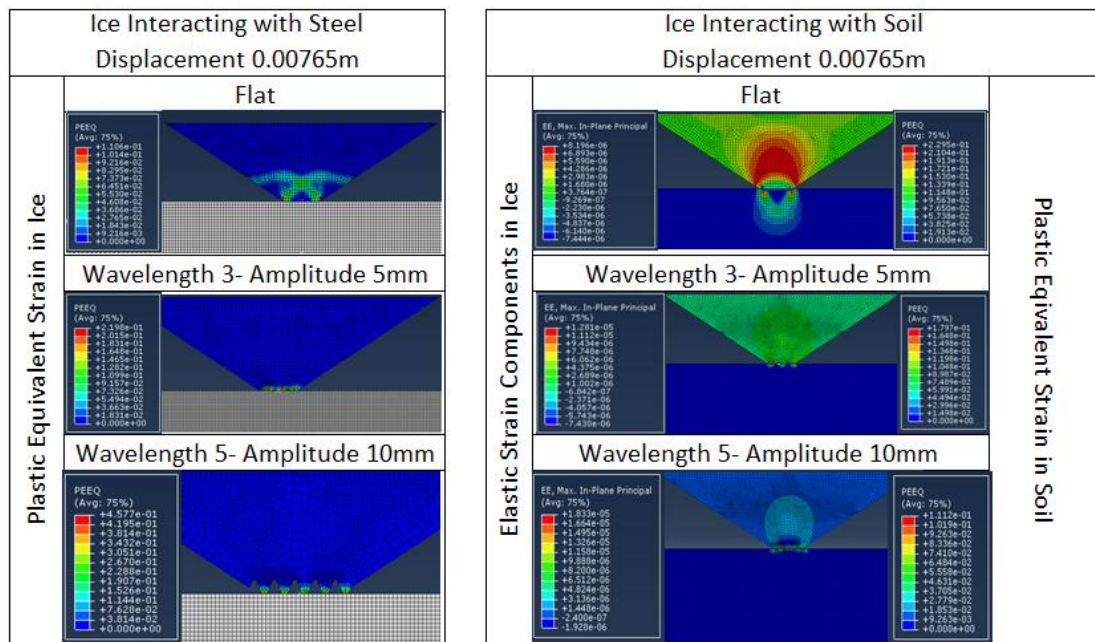 Ice Interacting with Steel
Displacement 0.00765m
Plastic Equivalent Strain in Ice
Flat
PEEQ
(Avg: 75%)
+1.106e-01
+1.014e-01
+9.216e-02
+8.295e-02
+7.373e-02
+6.451e-02
+5.530e-02
+4.608e-02
+3.686e-02
+2.765e-02
+1.843e-02
+9.216e-03
+0.000e+00
Wavelength 3- Amplitude 5mm
PEEQ
(Avg: 75%)
+2.198e-01
+2.015e-01
+1.831e-01
+1.648e-01
+1.465e-01
+1.282e-01
+1.099e-01
+9.157e-02
+7.326e-02
+5.494e-02
+3.663e-02
+1.831e-02
+0.000e+00
Wavelength 5- Amplitude 10mm
PEEQ
(Avg: 75%)
+4.577e-01
+4.195e-01
+3.814e-01
+3.432e-01
+3.051e-01
+2.670e-01
+2.288e-01
+1.907e-01
+1.526e-01
+1.144e-01
+7.628e-02
+3.814e-02
+0.000e+00
Ice Interacting with Soil
Displacement 0.00765m
Elastic Strain Components in Ice
Flat
EE, Max. In-Plane Principal
(Avg: 75%)
+8.196e-06
+6.893e-06
+5.590e-06
+4.286e-06
+2.983e-06
+1.680e-06
+3.764e-07
-9.269e-07
-2.230e-06
-3.534e-06
-4.837e-06
-6.140e-06
-7.444e-06
PEEQ
(Avg: 75%)
+2.295e-01
+2.104e-01
+1.913e-01
+1.721e-01
+1.530e-01
+1.339e-01
+1.148e-01
+9.563e-02
+7.650e-02
+5.738e-02
+3.825e-02
+1.913e-02
+0.000e+00
Wavelength 3- Amplitude 5mm
EE, Max. In-Plane Principal
(Avg: 75%)
+1.281e-05
+1.112e-05
+9.434e-06
+7.748e-06
+6.062e-06
+4.375e-06
+2.689e-06
+1.002e-06
-6.842e-07
-2.371e-06
-4.057e-06
-5.743e-06
-7.430e-06
PEEQ
(Avg: 75%)
+1.797e-01
+1.648e-01
+1.498e-01
+1.348e-01
+1.198e-01
+1.048e-01
+8.987e-02
+7.489e-02
+5.991e-02
+4.494e-02
+2.996e-02
+1.498e-02
+0.000e+00
Wavelength 5- Amplitude 10mm
EE, Max. In-Plane Principal
(Avg: 75%)
+1.833e-05
+1.664e-05
+1.495e-05
+1.326e-05
+1.158e-05
+9.888e-06
+8.200e-06
+6.512e-06
+4.824e-06
+3.136e-06
+1.448e-06
-2.400e-07
-1.928e-06
PEEQ
(Avg: 75%)
+1.112e-01
+1.019e-01
+9.263e-02
+8.336e-02
+7.410e-02
+6.484e-02
+5.558e-02
+4.631e-02
+3.705e-02
+2.779e-02
+1.853e-02
+9.263e-03
+0.000e+00
Plastic Eqivalent Strain in Soil